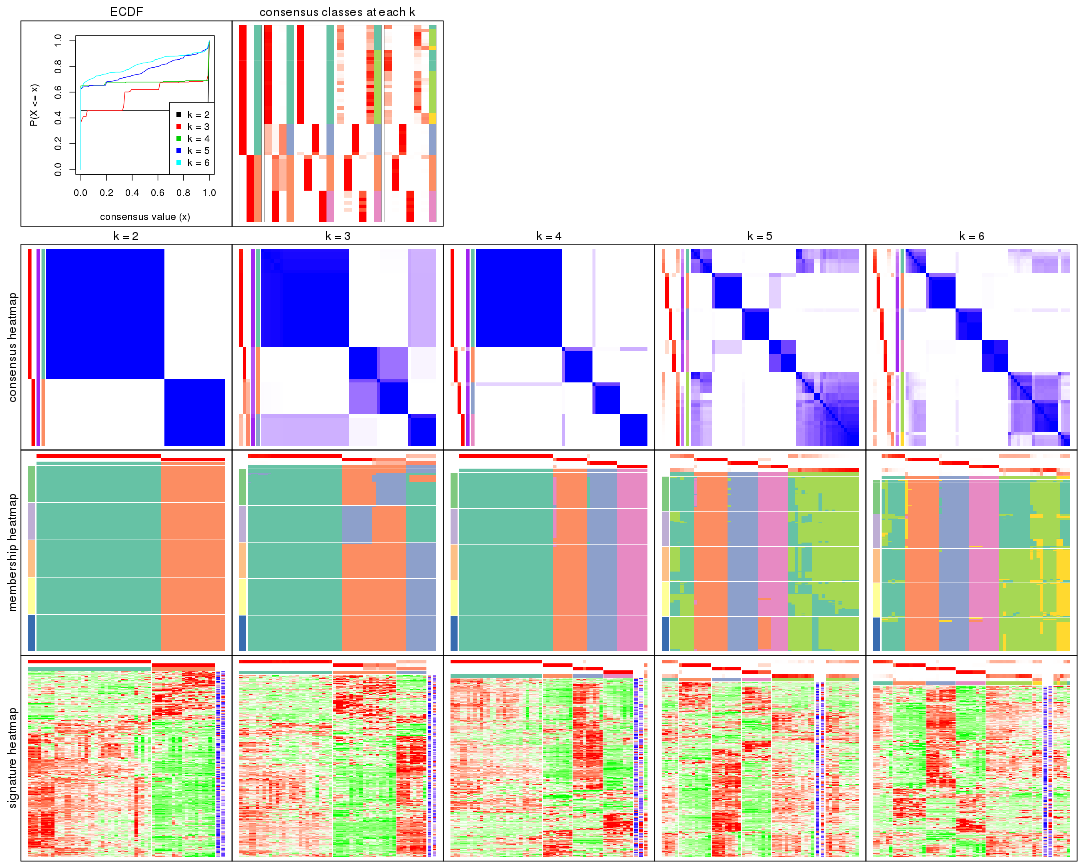 ECDF
consensus classes at each k
P(X <= x)
0.0 0.2 0.4 0.6 0.8 1.0
k = 2
k = 3
k = 4
k = 5
k = 6
0.0 0.2 0.4 0.6 0.8 1.0
consensus value (x)
k = 2
k = 3
k = 4
k = 5
k = 6
consensus heatmap
membership heatmap
signature heatmap